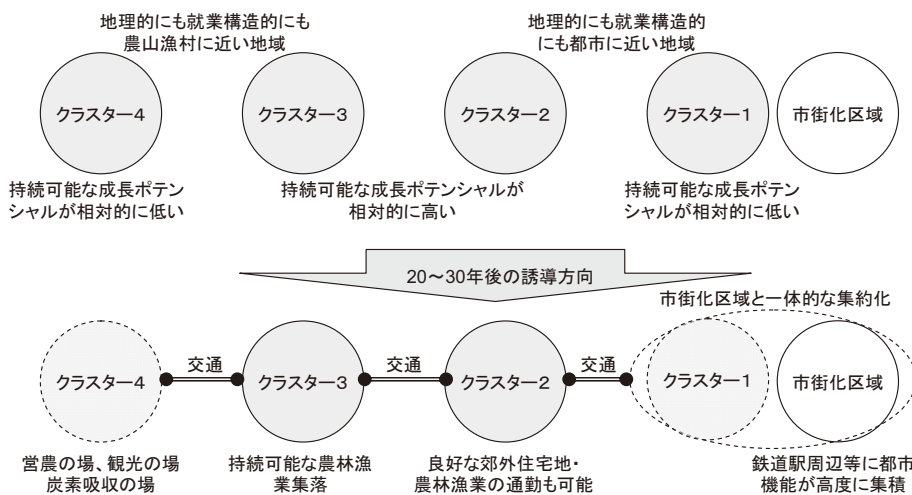 地理的にも就業構造的にも
農山漁村に近い地域
地理的にも就業構造的
にも都市に近い地域
クラスター4
クラスター3
クラスター2
クラスター1
市街化区域
持続可能な成長ポテン
シャルが相対的に低い
持続可能な成長ポテンシャルが
相対的に高い
持続可能な成長ポテン
シャルが相対的に低い
20〜30年後の誘導方向
市街化区域と一体的な集約化
クラスター4
交通
クラスター3
交通
クラスター2
交通
クラスター1
市街化区域
営農の場、観光の場
炭素吸収の場
持続可能な農林漁
業集落
良好な郊外住宅地・
農林漁業の通勤も可能
鉄道駅周辺等に都市
機能が高度に集積